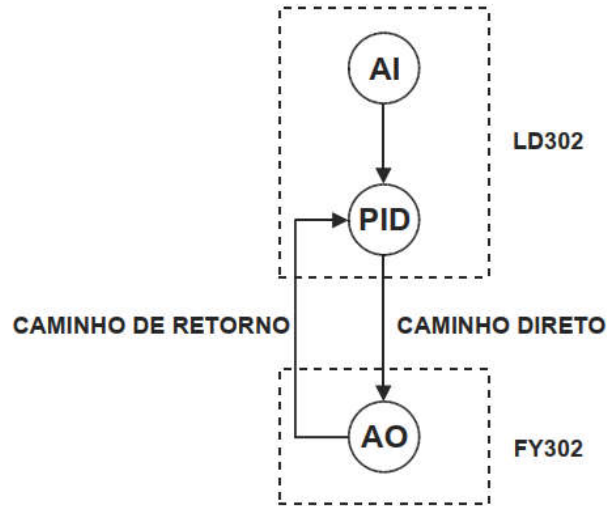 AI
LD302
PID
CAMINHO DE RETORNO
CAMINHO DIRETO
AO
FY302